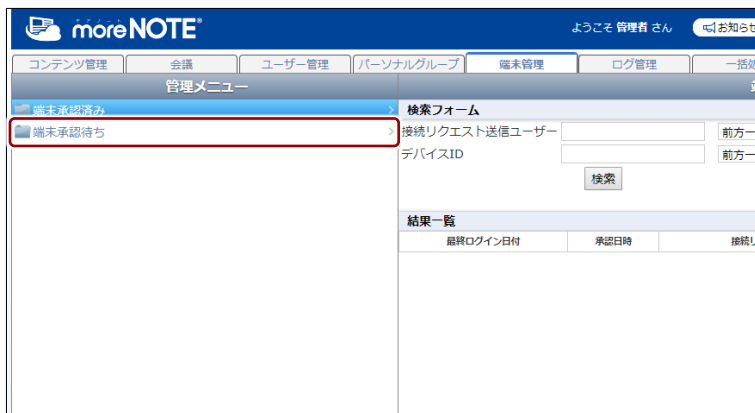 モアノート
moreNOTE®
ようこそ 管理者 さん
お知らせ
コンテンツ管理 会議 ユーザー管理 パーソナルグループ 端末管理 ログ管理 一括
管理メニュー
端末承認済み
端末承認待ち
検索フォーム
接続リクエスト送信ユーザー 前方一
デバイスID 前方一
検索
結果一覧
最終ログイン日付 承認日時 接続